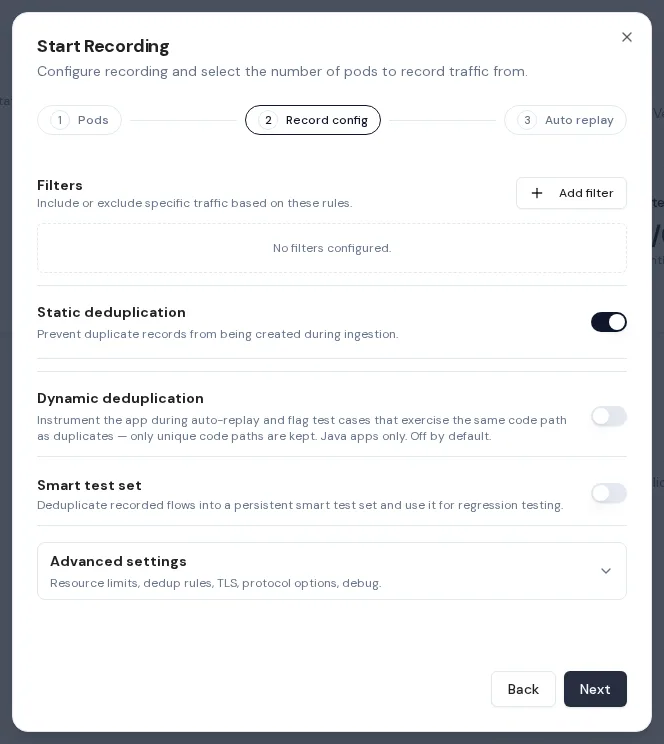 Start Recording
Configure recording and select the number of pods to record traffic from.
1 Pods
2 Record config
3 Auto replay
Filters
Include or exclude specific traffic based on these rules.
Add filter
No filters configured.
Static deduplication
Prevent duplicate records from being created during ingestion.
Dynamic deduplication
Instrument the app during auto-replay and flag test cases that exercise the same code path
as duplicates — only unique code paths are kept. Java apps only. Off by default.
Smart test set
Deduplicate recorded flows into a persistent smart test set and use it for regression testing.
Advanced settings
Resource limits, dedup rules, TLS, protocol options, debug.
Back
Next